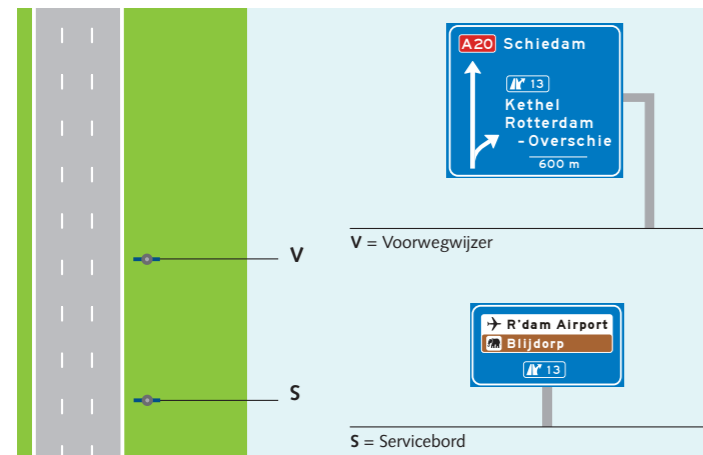 A20 Schiedam
13
Kethel
Rotterdam
-Overschie
600 m
V
V = Voorwegwijzer
R'dam Airport
Blijdorp
13
S
S = Servicebord